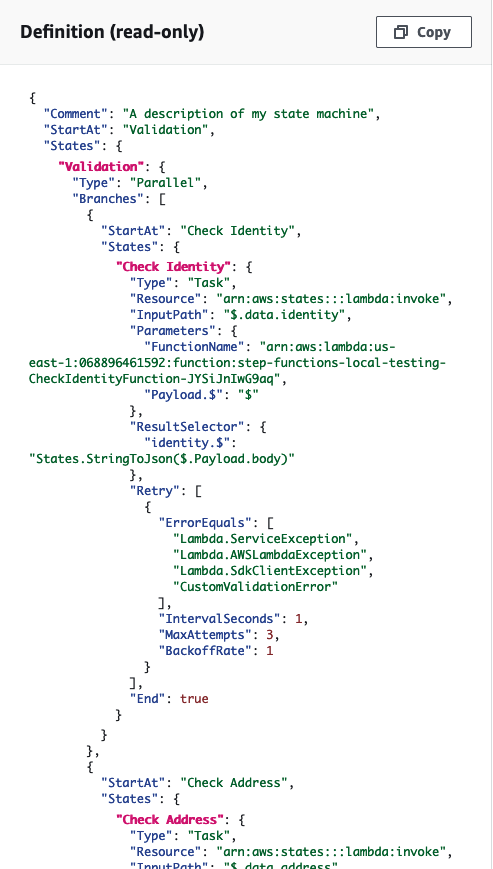 Definition (read-only)
Copy
{
"Comment": "A description of my state machine",
"StartAt": "Validation",
"States": {
"Validation": {
"Type": "Parallel",
"Branches": [
{
"StartAt": "Check Identity",
"States": {
"Check Identity": {
"Type": "Task",
"Resource": "arn:aws:states:::lambda:invoke",
"InputPath": "$.data.identity",
"Parameters": {
"FunctionName": "arn:aws:lambda:us-
east-1:068896461592:function:step-functions-local-testing-
CheckIdentityFunction-JYSiJnIwG9aq",
"Payload.$": "$"
},
"ResultSelector": {
"identity.$":
"States.StringToJson($.Payload.body)"
},
"Retry": [
{
"ErrorEquals": [
"Lambda.ServiceException",
"Lambda.AWSLambdaException",
"Lambda.SdkClientException",
"CustomValidationError"
],
"IntervalSeconds": 1,
"MaxAttempts": 3,
"BackoffRate": 1
}
],
"End": true
}
}
},
{
"StartAt": "Check Address",
"States": {
"Check Address": {
"Type": "Task",
"Resource": "arn:aws:states:::lambda:invoke",
"InputPath": "$.data.address",